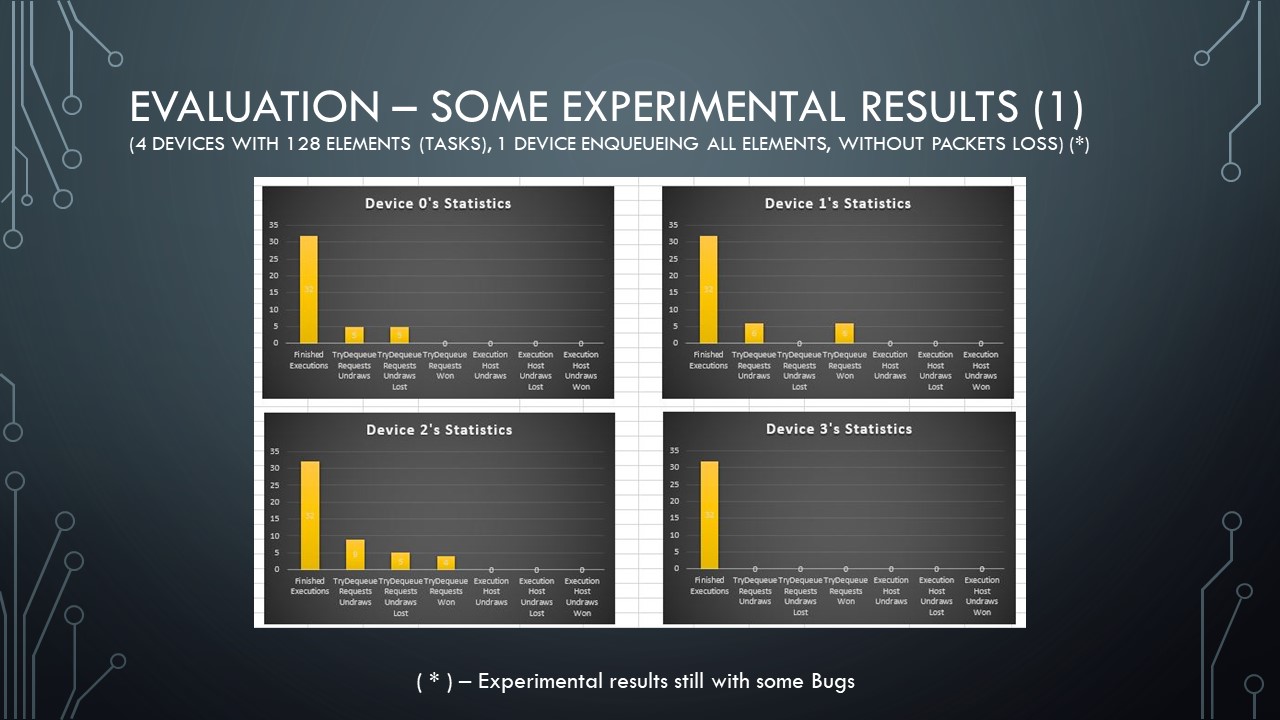 EVALUATION – SOME EXPERIMENTAL RESULTS (1)
(4 DEVICES WITH 128 ELEMENTS (TASKS), 1 DEVICE ENQUEUEING ALL ELEMENTS, WITHOUT PACKETS LOSS) (*)
Device 0's Statistics
35
30
25
20
15
10
5
0
32 5 5 0 0 0 0
Finished TryDequeue TryDequeue TryDequeue Execution Execution Execution
Executions Requests Requests Requests Host Host Host
Undraws Undraws Won Undraws Undraws Undraws
Lost Lost Won
Device 1's Statistics
35
30
25
20
15
10
5
0
32 6 0 6 0 0 0
Finished TryDequeue TryDequeue TryDequeue Execution Execution Execution
Executions Requests Requests Requests Host Host Host
Undraws Undraws Won Undraws Undraws Undraws
Lost Lost Won
Device 2's Statistics
35
30
25
20
15
10
5
0
32 9 5 4 0 0 0
Finished TryDequeue TryDequeue TryDequeue Execution Execution Execution
Executions Requests Requests Requests Host Host Host
Undraws Undraws Won Undraws Undraws Undraws
Lost Lost Won
Device 3's Statistics
35
30
25
20
15
10
5
0
32 0 0 0 0 0 0
Finished TryDequeue TryDequeue TryDequeue Execution Execution Execution
Executions Requests Requests Requests Host Host Host
Undraws Undraws Won Undraws Undraws Undraws
Lost Lost Won
( * ) – Experimental results still with some Bugs